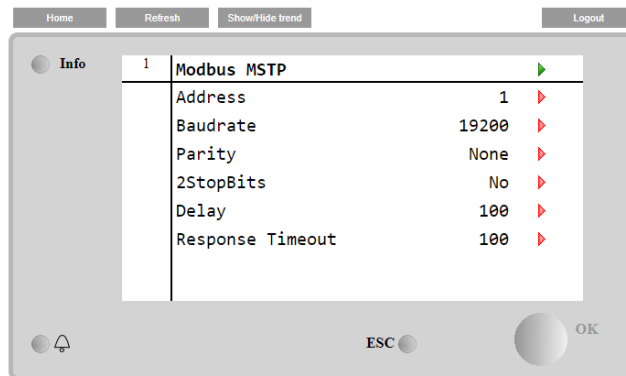 Home Refresh Show/Hide trend Logout
Info
1 Modbus MSTP
Address 1
Baudrate 19200
Parity None
2StopBits No
Delay 100
Response Timeout 100
ESC OK